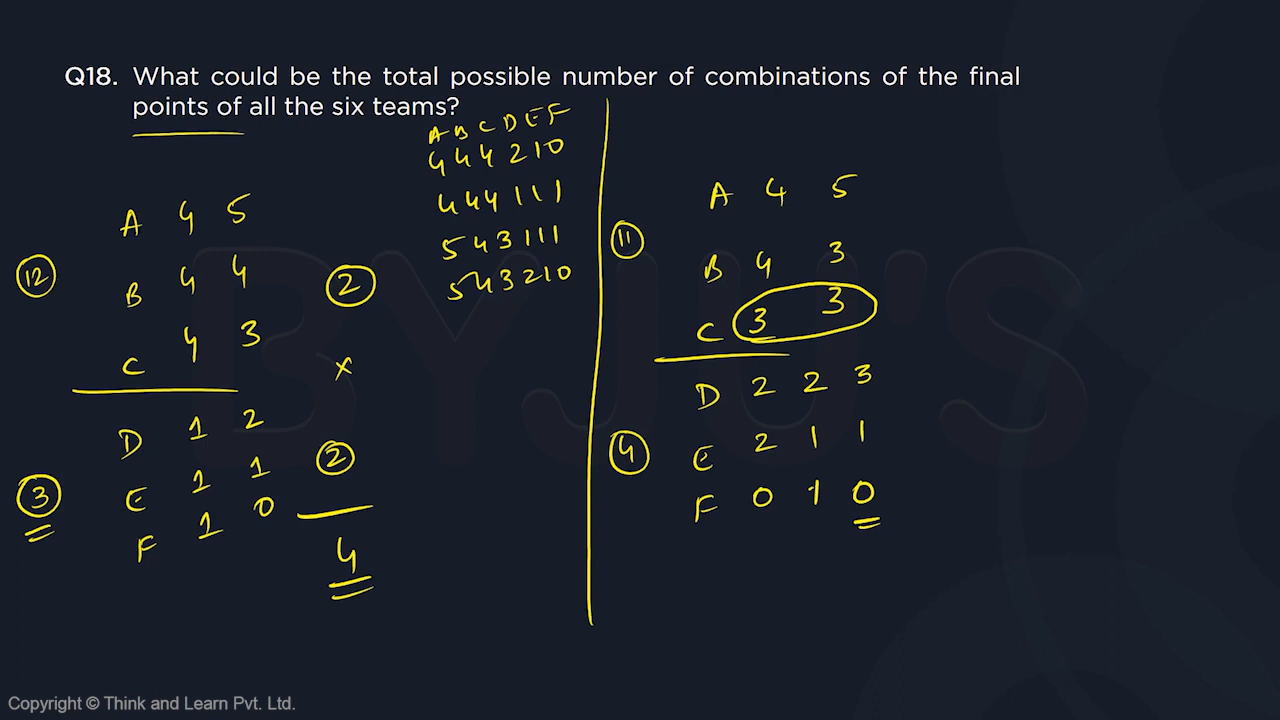 Q18. What could be the total possible number of combinations of the final
points of all the six teams?
A B C D E F
4 4 4 2 1 0
4 4 4 1 1 1
5 4 3 1 1 1
5 4 3 2 1 0
12
A 4 5
B 4 4
C 4 3
2
x
3
D 1 2
E 1 1
F 1 0
2
4
11
A 4 5
B 4 3
C 3 3
4
D 2 2 3
E 2 1 1
F 0 1 0
BYJU'S
Copyright © Think and Learn Pvt. Ltd.